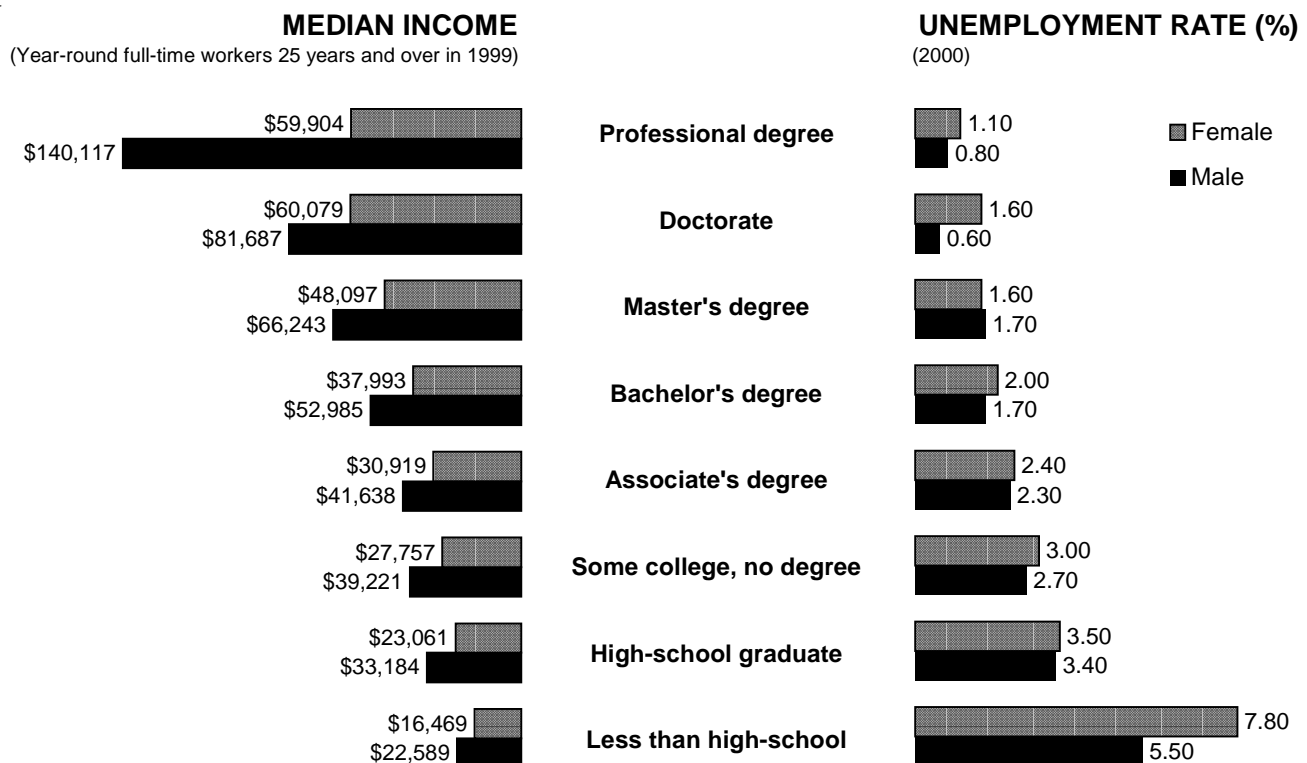 MEDIAN INCOME
(Year-round full-time workers 25 years and over in 1999)
UNEMPLOYMENT RATE (%)
(2000)
Female
Male
$59,904
$140,117
Professional degree
1.10
0.80
$60,079
$81,687
Doctorate
1.60
0.60
$48,097
$66,243
Master's degree
1.60
1.70
$37,993
$52,985
Bachelor's degree
2.00
1.70
$30,919
$41,638
Associate's degree
2.40
2.30
$27,757
$39,221
Some college, no degree
3.00
2.70
$23,061
$33,184
High-school graduate
3.50
3.40
$16,469
$22,589
Less than high-school
7.80
5.50